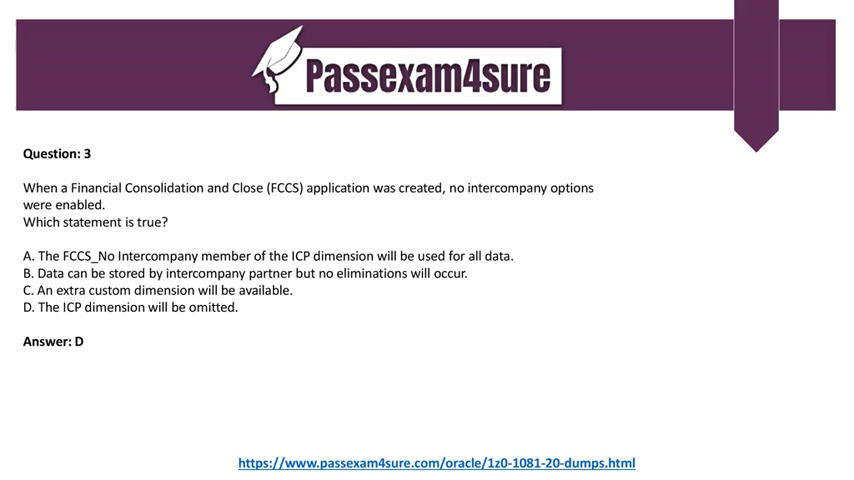 Passexam4sure
Question: 3
When a Financial Consolidation and Close (FCCS) application was created, no intercompany options
were enabled.
Which statement is true?
A. The FCCS_No Intercompany member of the ICP dimension will be used for all data.
B. Data can be stored by intercompany partner but no eliminations will occur.
C. An extra custom dimension will be available.
D. The ICP dimension will be omitted.
Answer: D
https://www.passexam4sure.com/oracle/1z0-1081-20-dumps.html